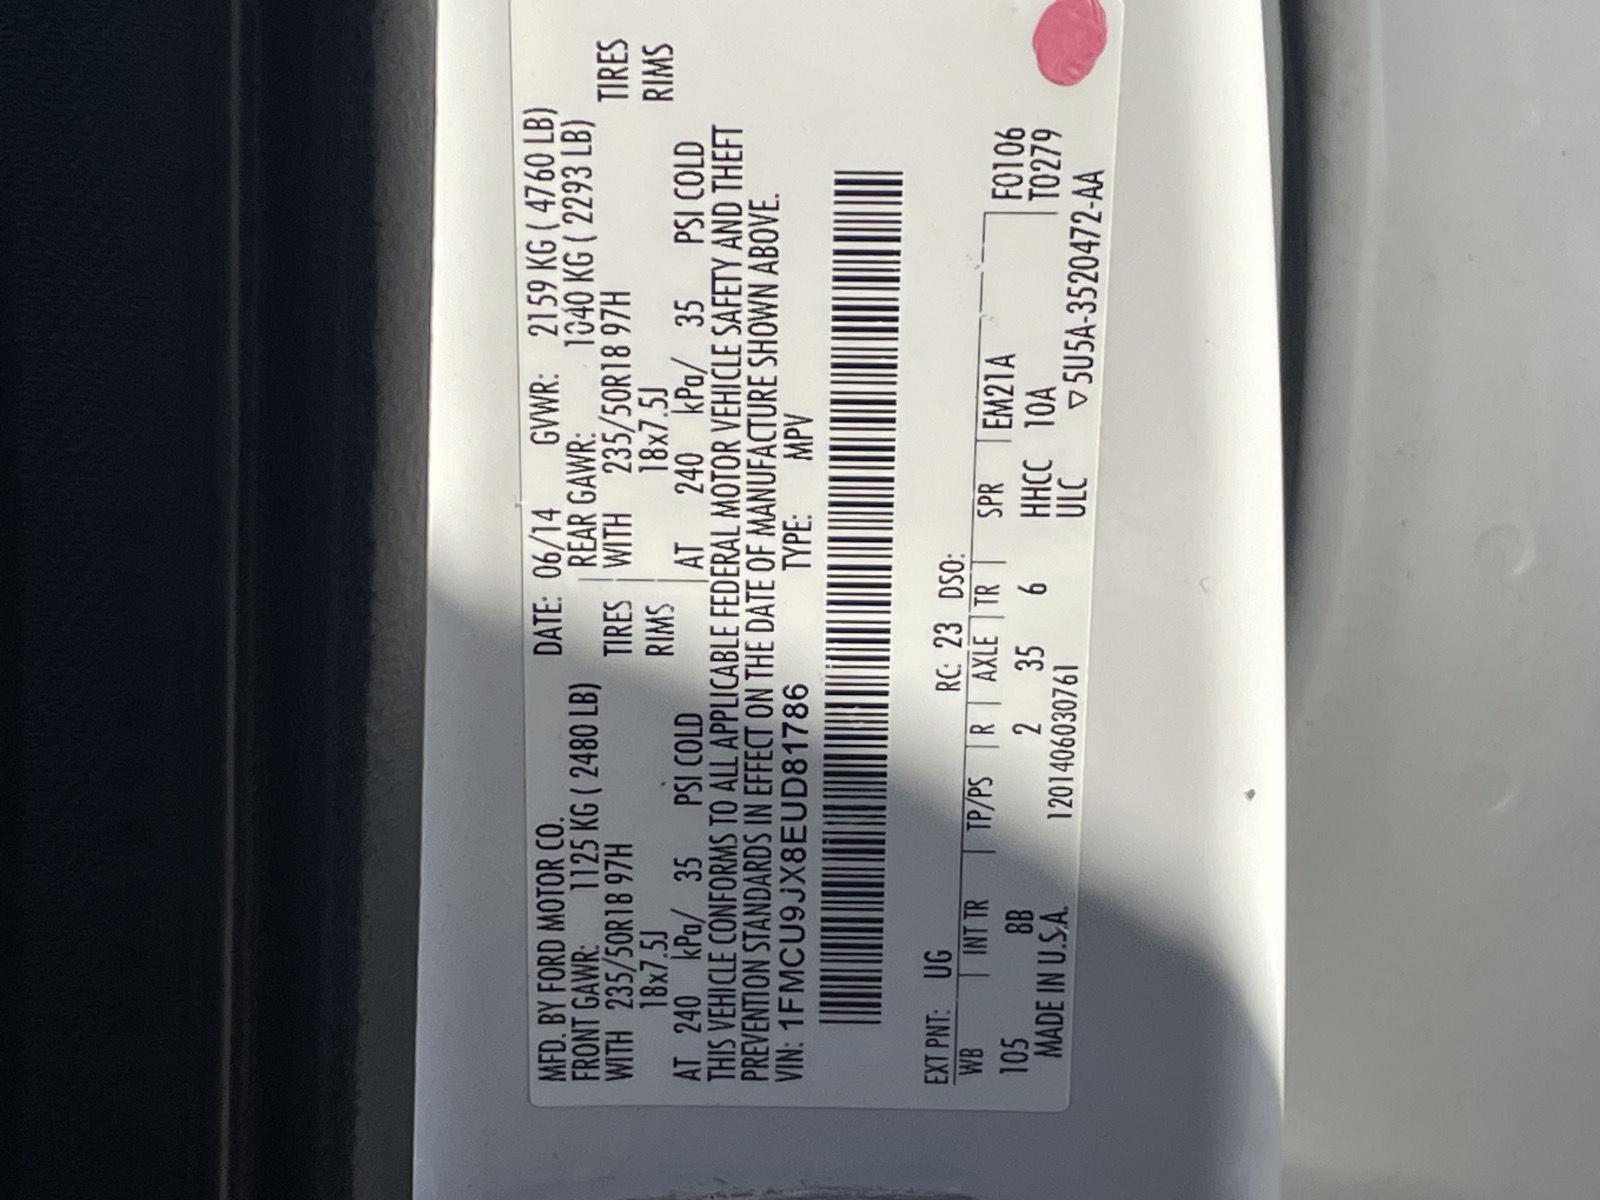 MFD. BY FORD MOTOR CO. DATE: 06/14 GVWR: 2159 KG ( 4760 LB)
FRONT GAWR: 1125 KG ( 2480 LB) REAR GAWR: 1040 KG ( 2293 LB)
WITH 235/50R18 97H TIRES WITH 235/50R18 97H TIRES
18x7.5J RIMS 18x7.5J RIMS
AT 240 kPa/ 35 PSI COLD AT 240 kPa/ 35 PSI COLD
THIS VEHICLE CONFORMS TO ALL APPLICABLE FEDERAL MOTOR VEHICLE SAFETY AND THEFT
PREVENTION STANDARDS IN EFFECT ON THE DATE OF MANUFACTURE SHOWN ABOVE.
VIN: 1FMCU9JX8EUD81786 TYPE: MPV
EXT PNT: UG RC: 23 DSO:
WB INT TR TP/PS R AXLE TR SPR EM21A F0106
105 8B 2 35 6 HHCC 10A T0279
MADE IN U.S.A. 1201406030761 ULC ▽5U5A-3520472-AA